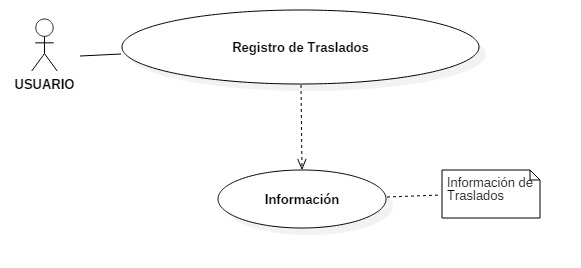 Registro de Traslados
USUARIO
Información
Información de
Traslados